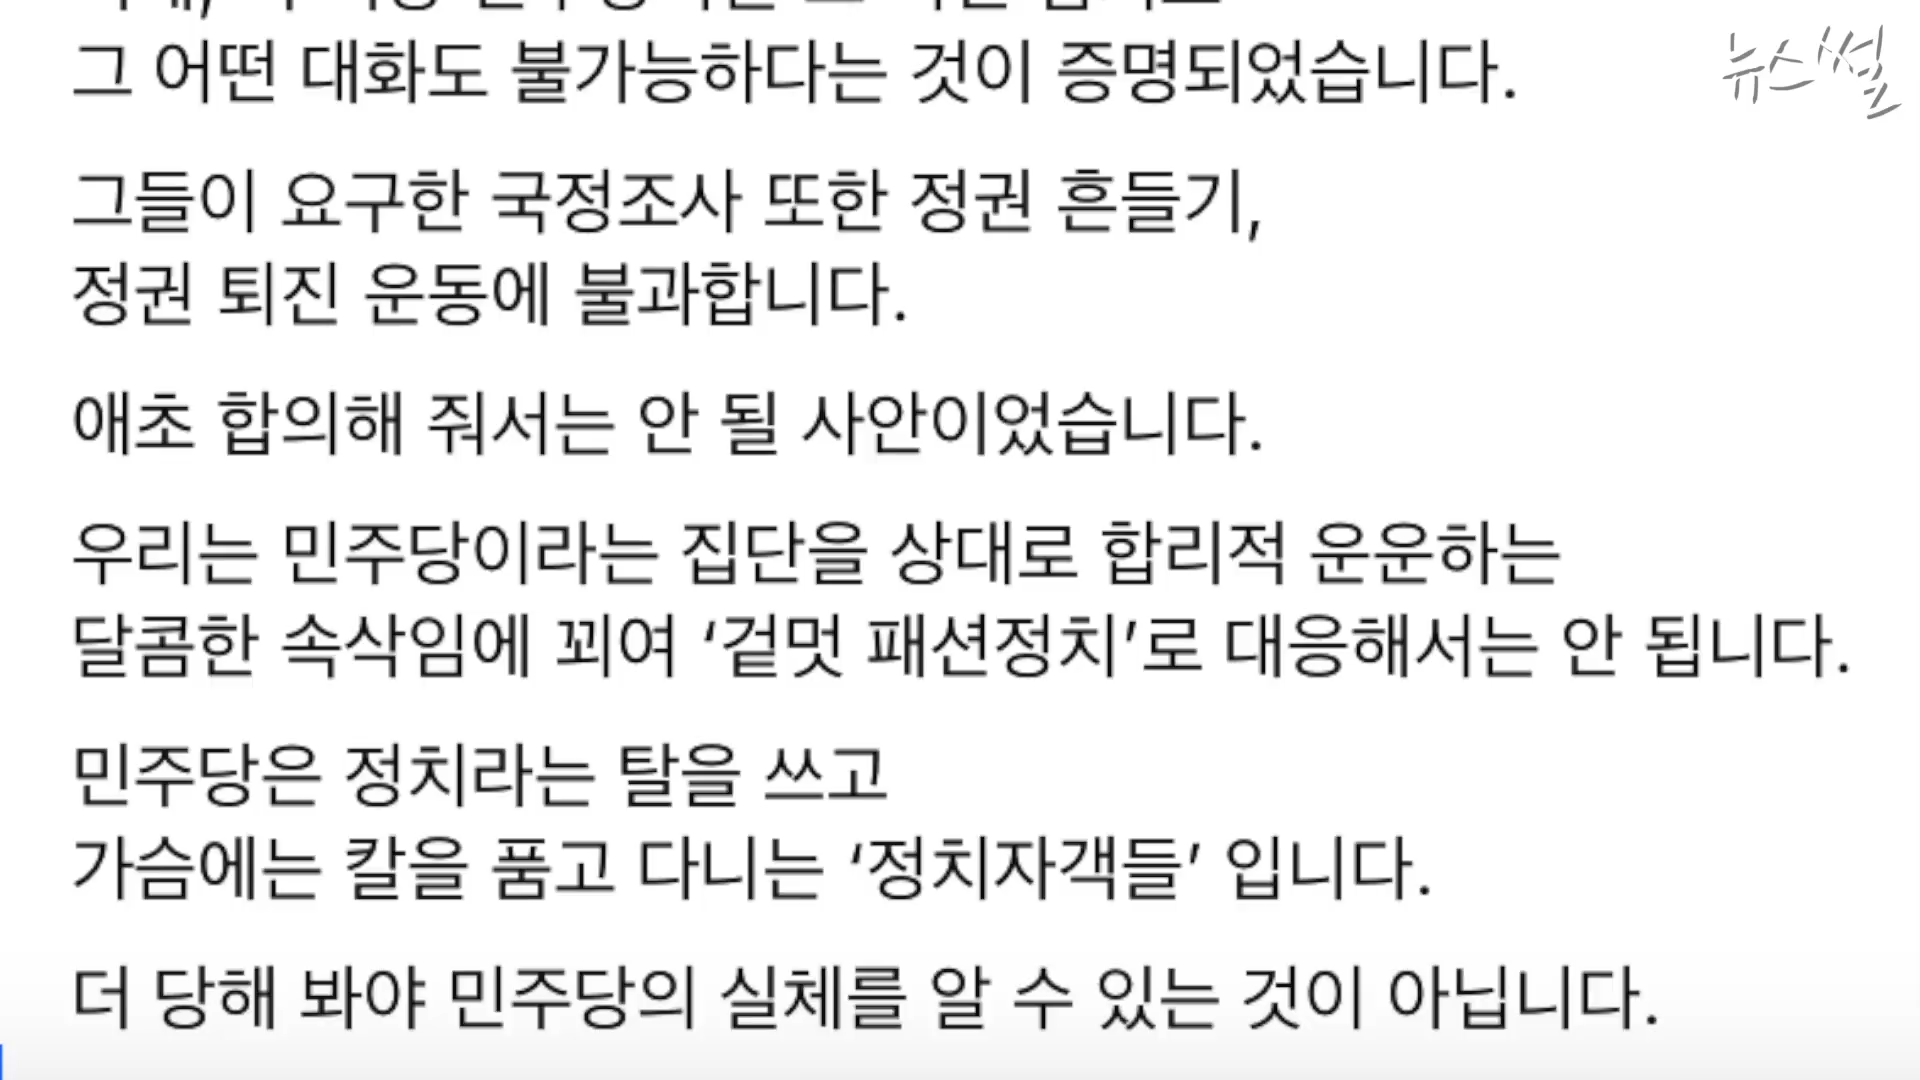 그 어떤 대화도 불가능하다는 것이 증명되었습니다.
뉴스썰
그들이 요구한 국정조사 또한 정권 흔들기,
정권 퇴진 운동에 불과합니다.
애초 합의해 줘서는 안 될 사안이었습니다.
우리는 민주당이라는 집단을 상대로 합리적 운운하는
달콤한 속삭임에 꾀여 ‘겉멋 패션정치’로 대응해서는 안 됩니다.
민주당은 정치라는 탈을 쓰고
가슴에는 칼을 품고 다니는 ‘정치자객들’ 입니다.
더 당해 봐야 민주당의 실체를 알 수 있는 것이 아닙니다.